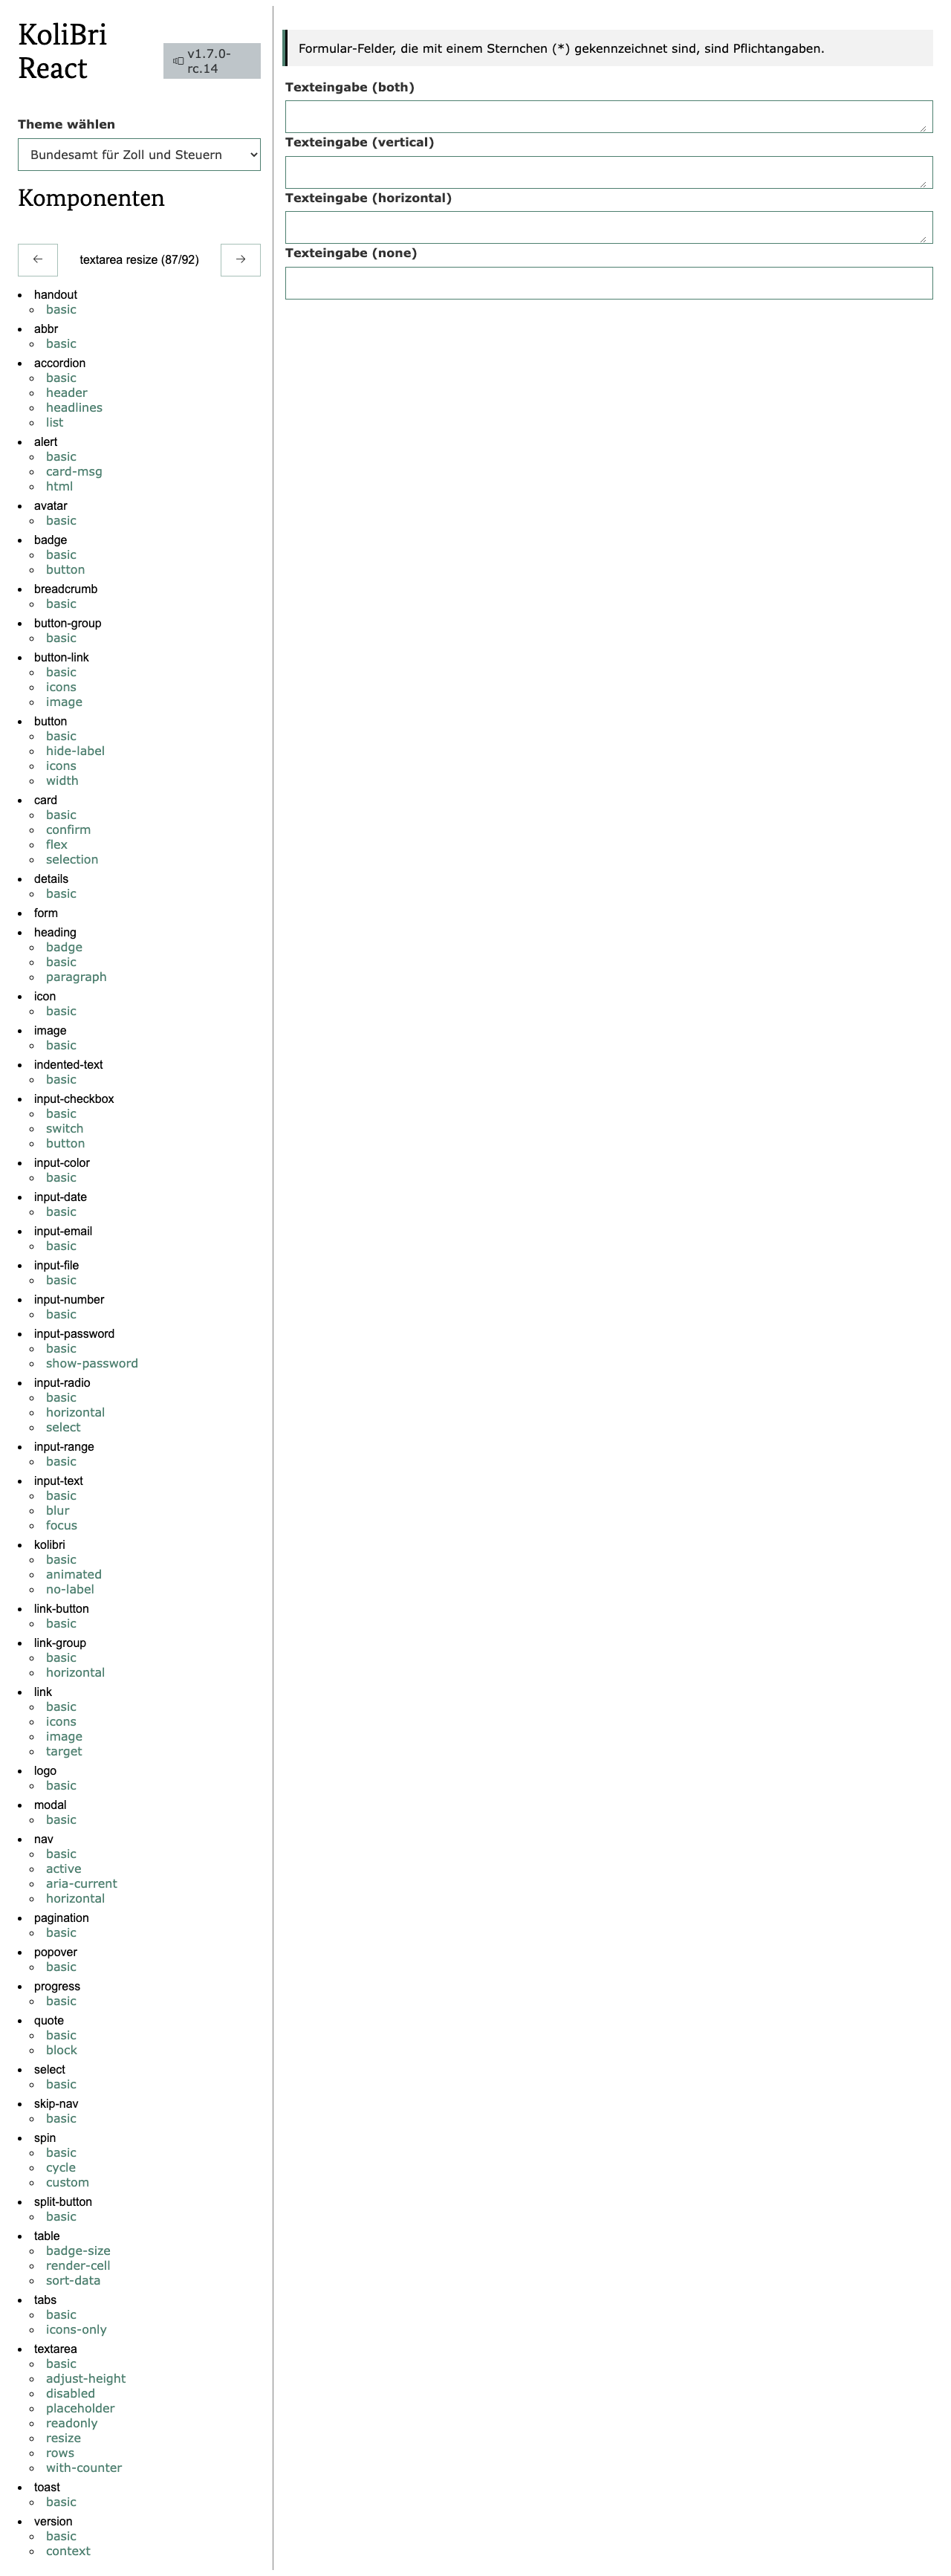 KoliBri
React
v1.7.0-
rc.14
Theme wählen
Bundesamt für Zoll und Steuern
Komponenten
← textarea resize (87/92) →
handout
basic
abbr
basic
accordion
basic
header
headlines
list
alert
basic
card-msg
html
avatar
basic
badge
basic
button
breadcrumb
basic
button-group
basic
button-link
basic
icons
image
button
basic
hide-label
icons
width
card
basic
confirm
flex
selection
details
basic
form
heading
badge
basic
paragraph
icon
basic
image
basic
indented-text
basic
input-checkbox
basic
switch
button
input-color
basic
input-date
basic
input-email
basic
input-file
basic
input-number
basic
input-password
basic
show-password
input-radio
basic
horizontal
select
input-range
basic
input-text
basic
blur
focus
kolibri
basic
animated
no-label
link-button
basic
link-group
basic
horizontal
link
basic
icons
image
target
logo
basic
modal
basic
nav
basic
active
aria-current
horizontal
pagination
basic
popover
basic
progress
basic
quote
basic
block
select
basic
skip-nav
basic
spin
basic
cycle
custom
split-button
basic
table
badge-size
render-cell
sort-data
tabs
basic
icons-only
textarea
basic
adjust-height
disabled
placeholder
readonly
resize
rows
with-counter
toast
basic
version
basic
context
Formular-Felder, die mit einem Sternchen (*) gekennzeichnet sind, sind Pflichtangaben.
Texteingabe (both)
Texteingabe (vertical)
Texteingabe (horizontal)
Texteingabe (none)